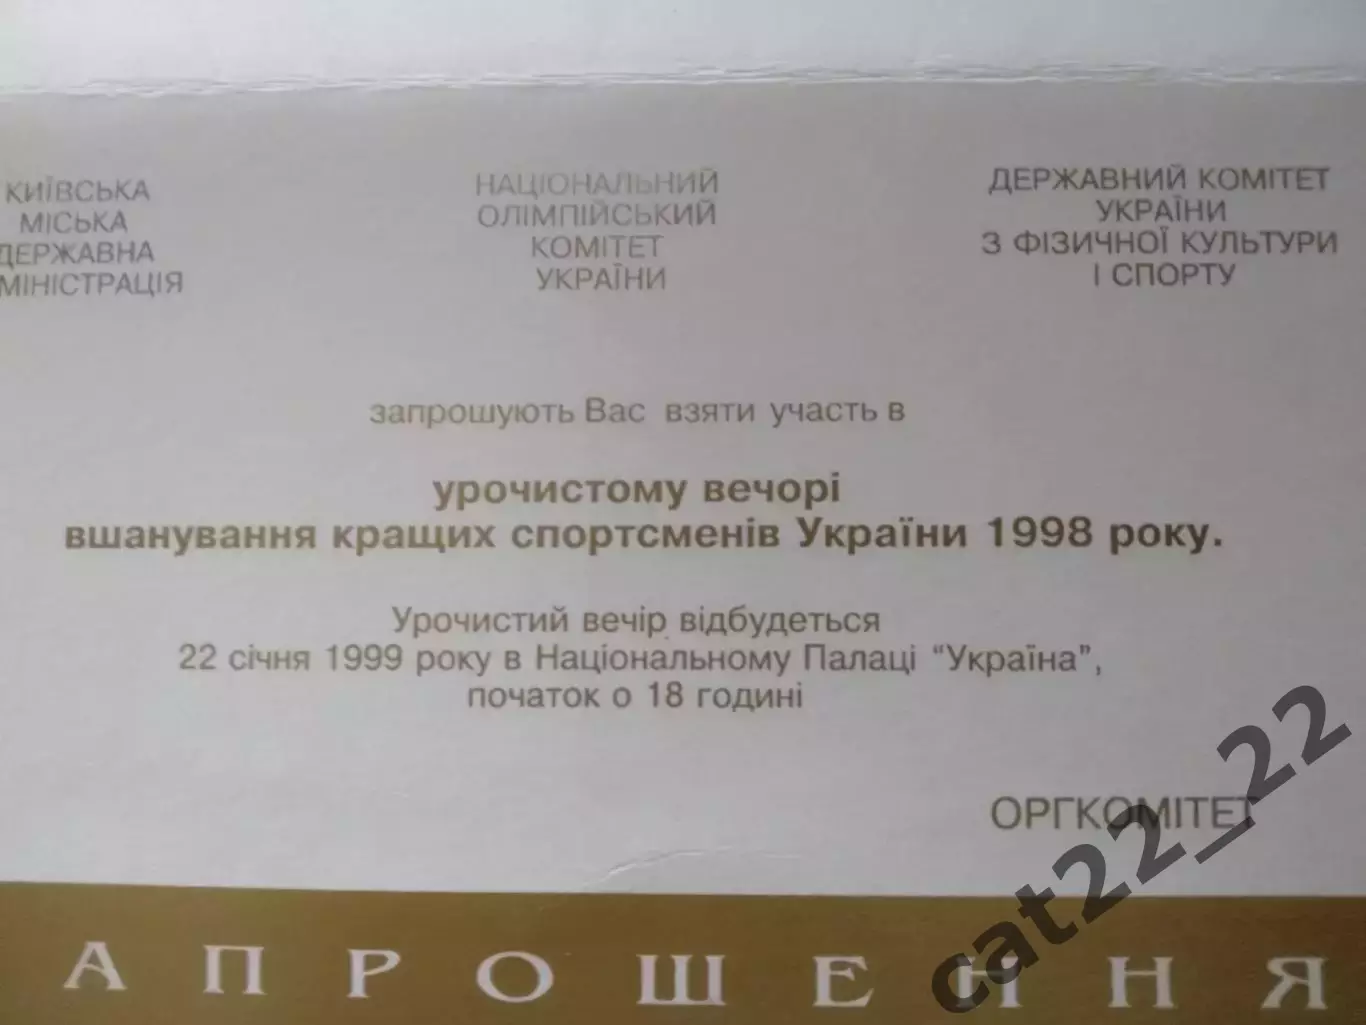 КИЇВСЬКА
МІСЬКА
ДЕРЖАВНА
МІНІСТРАЦІЯ
НАЦІОНАЛЬНИЙ
ОЛІМПІЙСЬКИЙ
КОМІТЕТ
УКРАЇНИ
ДЕРЖАВНИЙ КОМІТЕТ
УКРАЇНИ
З ФІЗИЧНОЇ КУЛЬТУРИ
І СПОРТУ
запрошують Вас взяти участь в
урочистому вечорі
вшанування кращих спортсменів України 1998 року.
Урочистий вечір відбудеться
22 січня 1999 року в Національному Палаці “Україна”,
початок о 18 годині
ОРГКОМІТЕТ
АПРОШЕННЯ
cat22_22